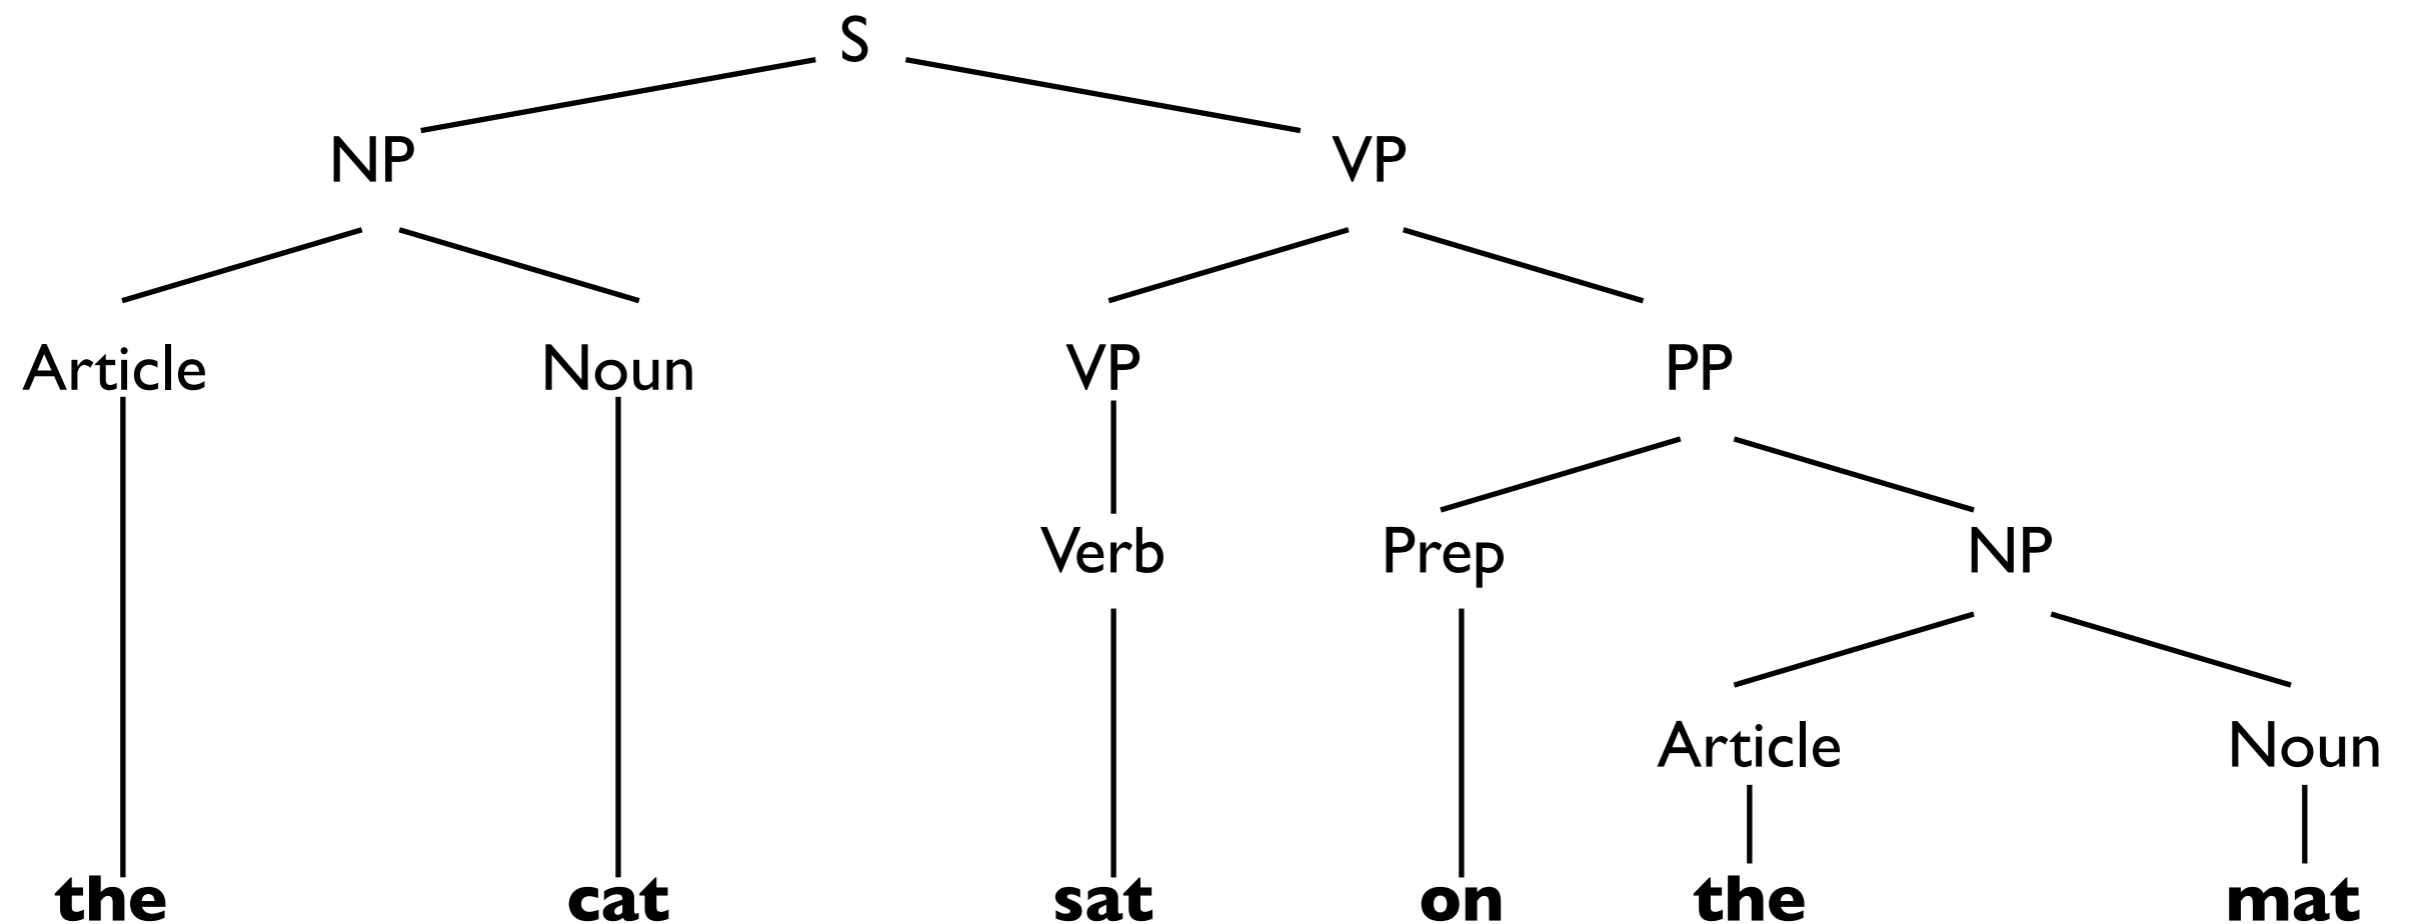 S
NP VP
Article Noun VP PP
Verb Prep NP
Article Noun
the cat sat on the mat